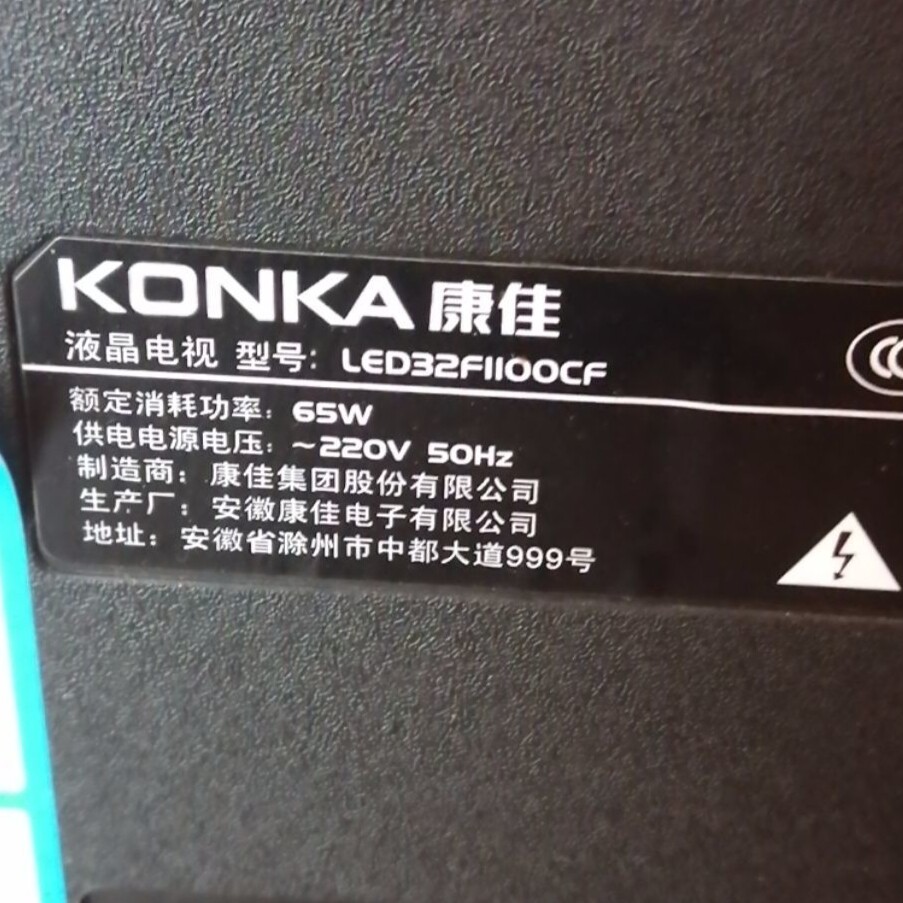 KONKA 康佳
液晶电视 型号: LED32F1100CF
额定消耗功率: 65W
供电电源电压: ~220V 50Hz
制造商: 康佳集团股份有限公司
生产厂: 安徽康佳电子有限公司
地址: 安徽省滁州市中都大道999号